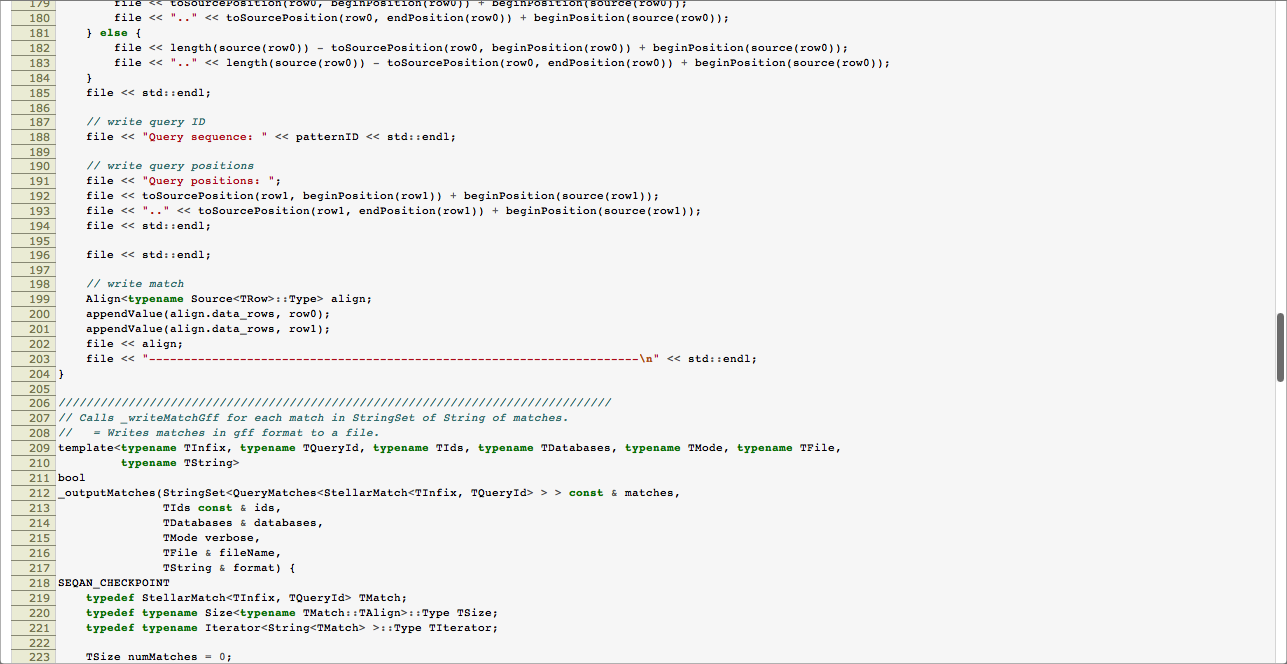 179         file << toSourcePosition(row0, beginPosition(row0)) + beginPosition(source(row0));
180         file << ".." << toSourcePosition(row0, endPosition(row0)) + beginPosition(source(row0));
181     } else {
182         file << length(source(row0)) - toSourcePosition(row0, beginPosition(row0)) + beginPosition(source(row0));
183         file << ".." << length(source(row0)) - toSourcePosition(row0, endPosition(row0)) + beginPosition(source(row0));
184     }
185     file << std::endl;
186
187     // write query ID
188     file << "Query sequence: " << patternID << std::endl;
189
190     // write query positions
191     file << "Query positions: ";
192     file << toSourcePosition(row1, beginPosition(row1)) + beginPosition(source(row1));
193     file << ".." << toSourcePosition(row1, endPosition(row1)) + beginPosition(source(row1));
194     file << std::endl;
195
196     file << std::endl;
197
198     // write match
199     Align<typename Source<TRow>::Type> align;
200     appendValue(align.data_rows, row0);
201     appendValue(align.data_rows, row1);
202     file << align;
203     file << "----------------------------------------------------------------------\n" << std::endl;
204 }
205
206 ///////////////////////////////////////////////////////////////////////////////
207 // Calls _writeMatchGff for each match in StringSet of String of matches.
208 //   = Writes matches in gff format to a file.
209 template<typename TInfix, typename TQueryId, typename TIds, typename TDatabases, typename TMode, typename TFile,
210          typename TString>
211 bool
212 _outputMatches(StringSet<QueryMatches<StellarMatch<TInfix, TQueryId> > > const & matches,
213                TIds const & ids,
214                TDatabases & databases,
215                TMode verbose,
216                TFile & fileName,
217                TString & format) {
218 SEQAN_CHECKPOINT
219     typedef StellarMatch<TInfix, TQueryId> TMatch;
220     typedef typename Size<typename TMatch::TAlign>::Type TSize;
221     typedef typename Iterator<String<TMatch> >::Type TIterator;
222
223     TSize numMatches = 0;